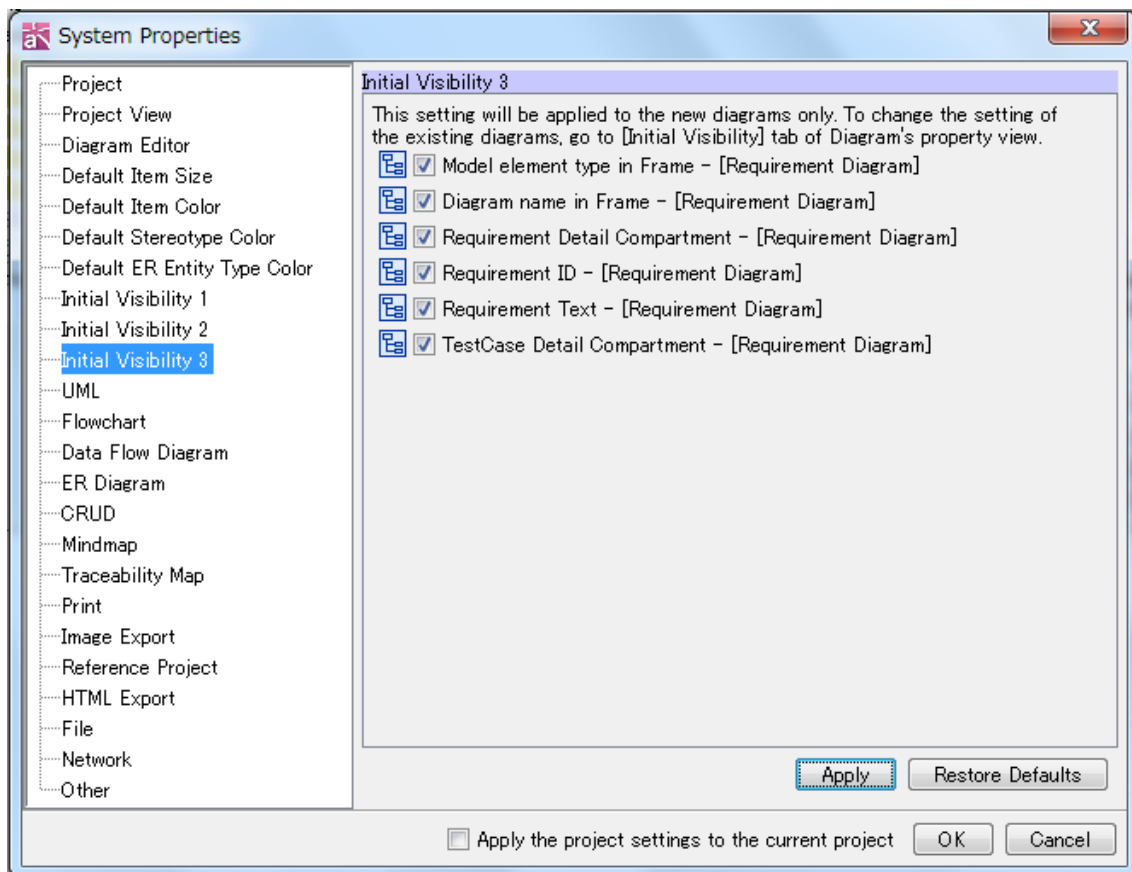 System Properties
Project
Project View
Diagram Editor
Default Item Size
Default Item Color
Default Stereotype Color
Default ER Entity Type Color
Initial Visibility 1
Initial Visibility 2
Initial Visibility 3
UML
Flowchart
Data Flow Diagram
ER Diagram
CRUD
Mindmap
Traceability Map
Print
Image Export
Reference Project
HTML Export
File
Network
Other
Initial Visibility 3
This setting will be applied to the new diagrams only. To change the setting of
the existing diagrams, go to [Initial Visibility] tab of Diagram's property view.
Model element type in Frame - [Requirement Diagram]
Diagram name in Frame - [Requirement Diagram]
Requirement Detail Compartment - [Requirement Diagram]
Requirement ID - [Requirement Diagram]
Requirement Text - [Requirement Diagram]
TestCase Detail Compartment - [Requirement Diagram]
Apply
Restore Defaults
Apply the project settings to the current project
OK
Cancel